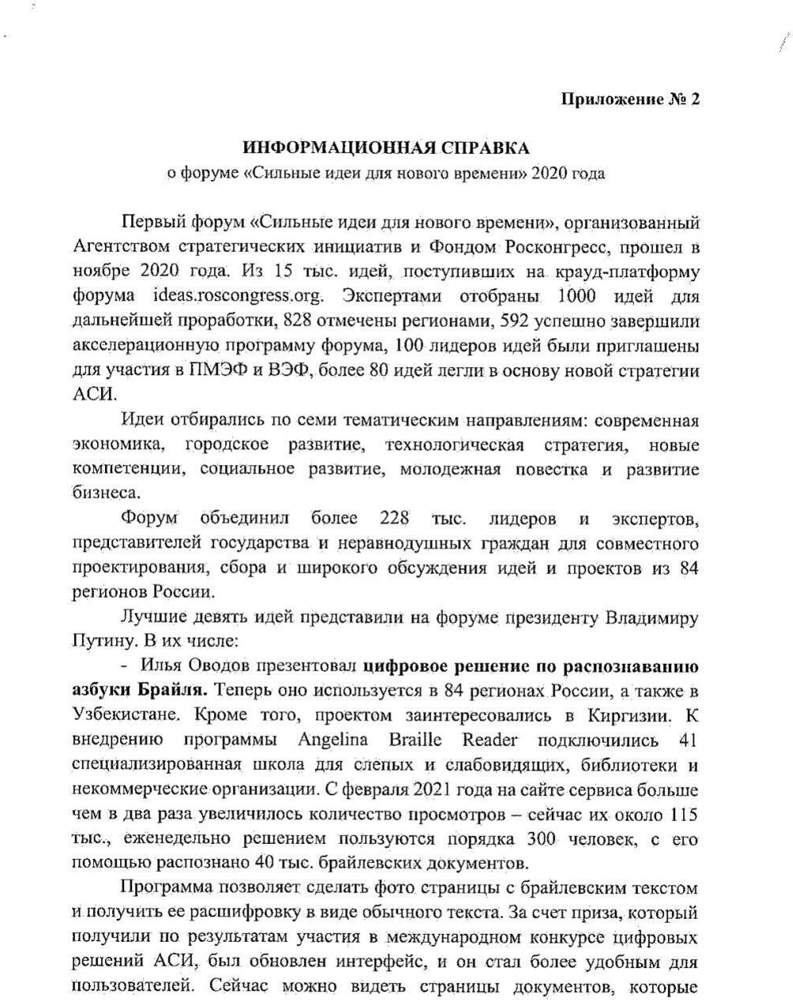 Приложение № 2
ИНФОРМАЦИОННАЯ СПРАВКА
о форуме «Сильные идеи для нового времени» 2020 года
Первый форум «Сильные идеи для нового времени», организованный
Агентством стратегических инициатив и Фондом Росконгресс, прошел в
ноябре 2020 года. Из 15 тыс. идей, поступивших на крауд-платформу
форума ideas.roscongress.org. Экспертами отобраны 1000 идей для
дальнейшей проработки, 828 отмечены регионами, 592 успешно завершили
акселерационную программу форума, 100 лидеров идей были приглашены
для участия в ПМЭФ и ВЭФ, более 80 идей легли в основу новой стратегии
АСИ.
Идеи отбирались по семи тематическим направлениям: современная
экономика, городское развитие, технологическая стратегия, новые
компетенции, социальное развитие, молодежная повестка и развитие
бизнеса.
Форум объединил более 228 тыс. лидеров и экспертов,
представителей государства и неравнодушных граждан для совместного
проектирования, сбора и широкого обсуждения идей и проектов из 84
регионов России.
Лучшие девять идей представили на форуме президенту Владимиру
Путину. В их числе:
- Илья Оводов презентовал цифровое решение по распознаванию
азбуки Брайля. Теперь оно используется в 84 регионах России, а также в
Узбекистане. Кроме того, проектом заинтересовались в Киргизии. К
внедрению программы Angelina Braille Reader подключились 41
специализированная школа для слепых и слабовидящих, библиотеки и
некоммерческие организации. С февраля 2021 года на сайте сервиса больше
чем в два раза увеличилось количество просмотров – сейчас их около 115
тыс., еженедельно решением пользуются порядка 300 человек, с его
помощью распознано 40 тыс. брайлевских документов.
Программа позволяет сделать фото страницы с брайлевским текстом
и получить ее расшифровку в виде обычного текста. За счет приза, который
получили по результатам участия в международном конкурсе цифровых
решений АСИ, был обновлен интерфейс, и он стал более удобным для
пользователей. Сейчас можно видеть страницы документов, которые